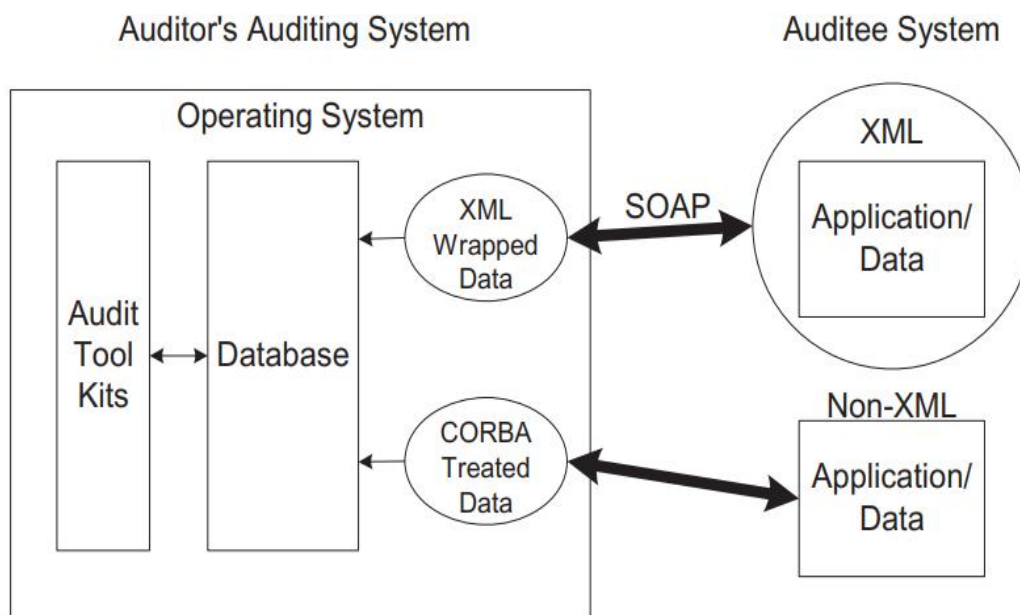 Auditor's Auditing System
Auditee System
Operating System
Audit
Tool
Kits
Database
XML
Wrapped
Data
CORBA
Treated
Data
SOAP
XML
Application/
Data
Non-XML
Application/
Data